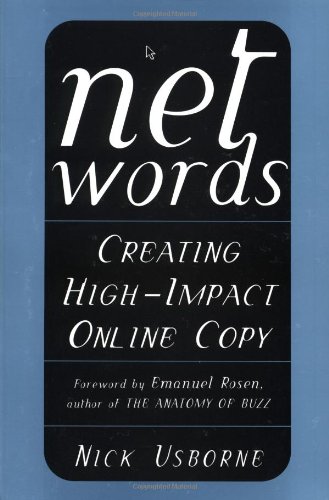 net
words
CREATING
HIGH-IMPACT
ONLINE COPY
Foreword by Emanuel Rosen,
author of THE ANATOMY OF BUZZ
NICK USBORNE